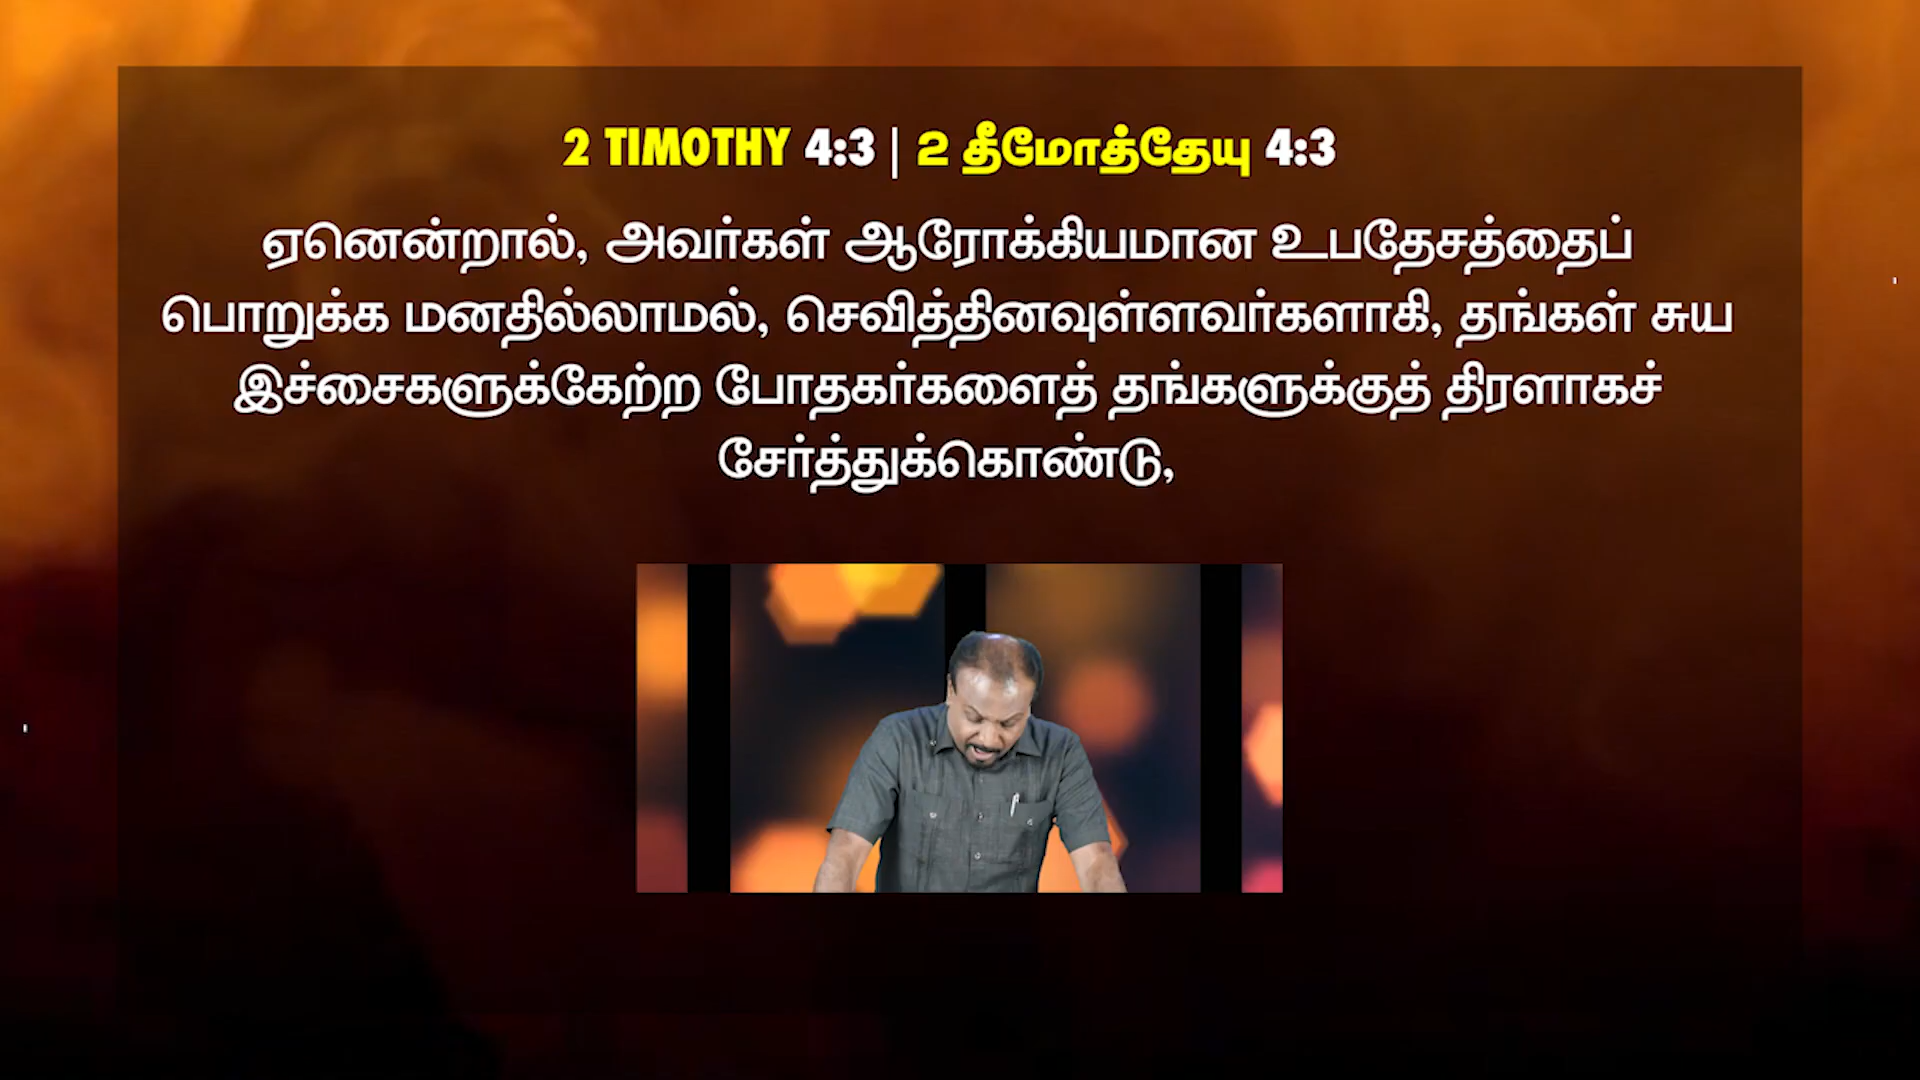 2 TIMOTHY 4:3 | 2 தீமோத்தேயு 4:3
ஏனென்றால், அவர்கள் ஆரோக்கியமான உபதேசத்தைப்
பொறுக்க மனதில்லாமல், செவித்தினவுள்ளவர்களாகி, தங்கள் சுய
இச்சைகளுக்கேற்ற போதகர்களைத் தங்களுக்குத் திரளாகச்
சேர்த்துக்கொண்டு,